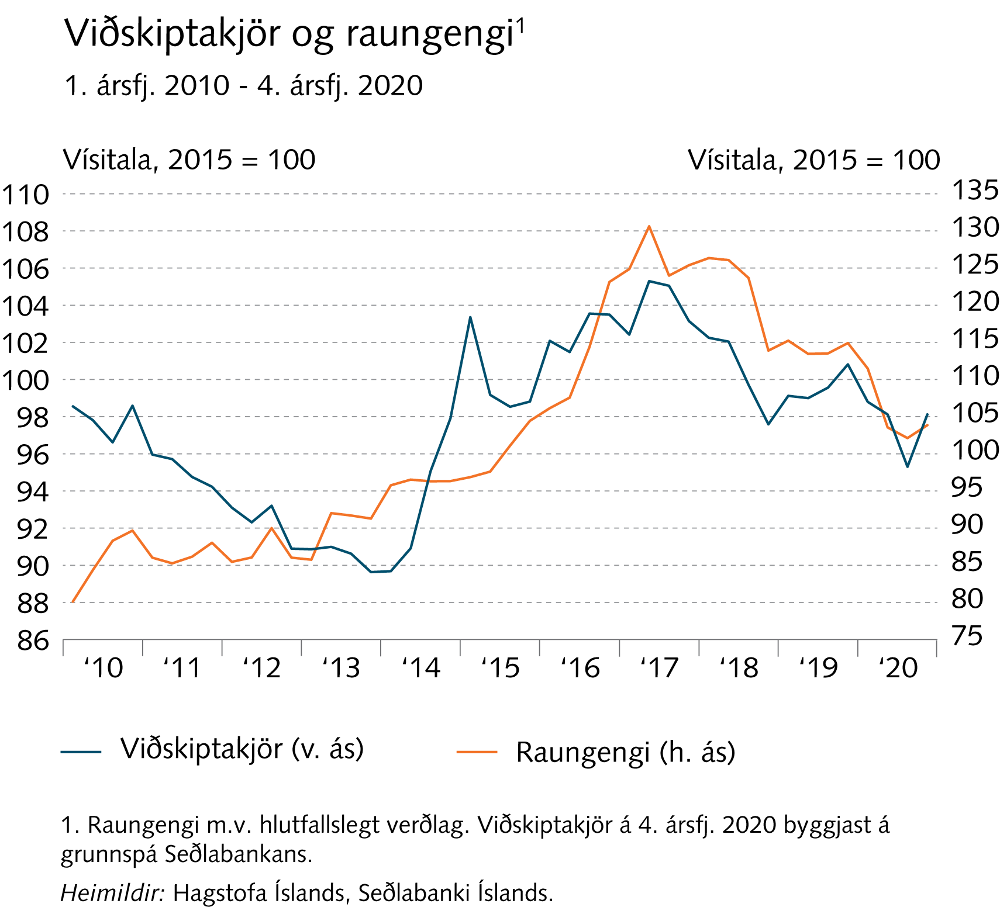 Viðskiptakjör og raungengi¹
1. ársfj. 2010 - 4. ársfj. 2020
Vísitala, 2015 = 100 Vísitala, 2015 = 100
110 135
108 130
106 125
104 120
102 115
100 110
98 105
96 100
94 95
92 90
90 85
88 80
86 75
‘10 ‘11 ‘12 ‘13 ‘14 ‘15 ‘16 ‘17 ‘18 ‘19 ‘20
Viðskiptakjör (v. ás) Raungengi (h. ás)
1. Raungengi m.v. hlutfallslegt verðlag. Viðskiptakjör á 4. ársfj. 2020 byggjast á
grunnspá Seðlabankans.
Heimildir: Hagstofa Íslands, Seðlabanki Íslands.